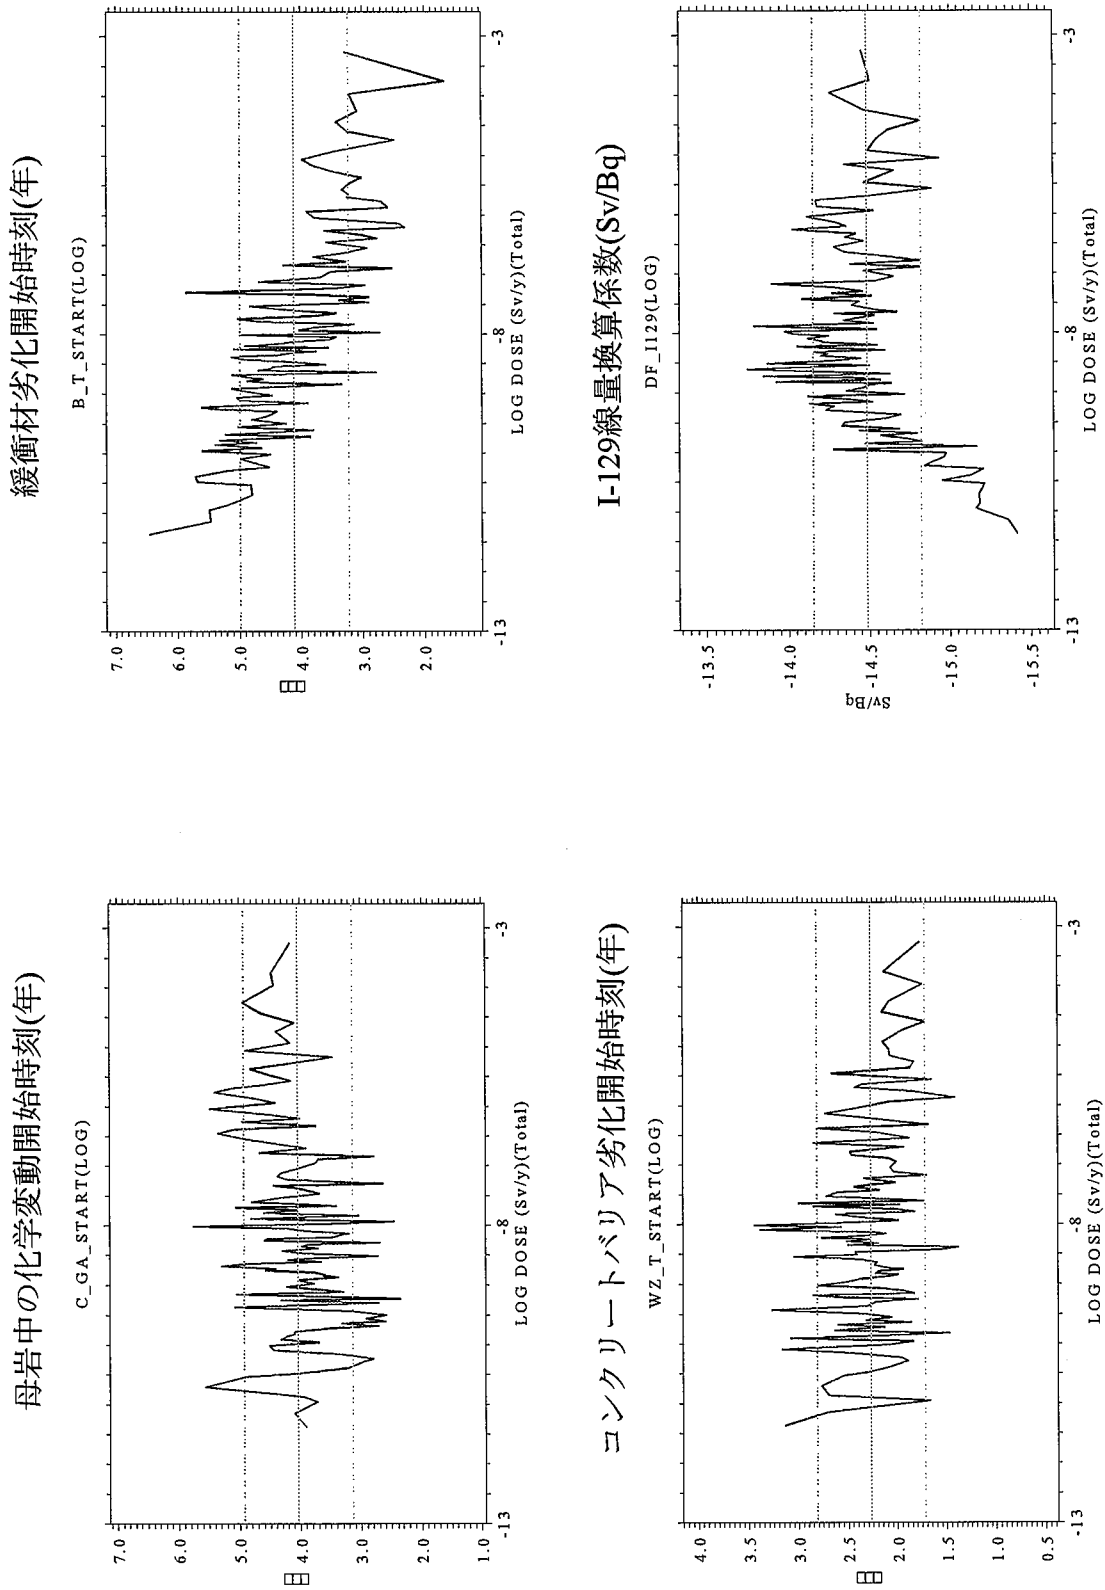 母岩中の化学変動開始時刻(年)
C_GA_START(LOG)
7.0
6.0
5.0
4.0
3.0
2.0
1.0
-13
-8
-3
LOG DOSE (Sv/y)(Total)
緩衝材劣化開始時刻(年)
B_T_START(LOG)
7.0
6.0
5.0
4.0
3.0
2.0
-13
-8
-3
LOG DOSE (Sv/y)(Total)
コンクリートバリア劣化開始時刻(年)
WZ_T_START(LOG)
4.0
3.5
3.0
2.5
2.0
1.5
1.0
0.5
-13
-8
-3
LOG DOSE (Sv/y)(Total)
I-129線量換算係数(Sv/Bq)
DF_I129(LOG)
-13.5
-14.0
-14.5
-15.0
-15.5
Sv/Bq
-13
-8
-3
LOG DOSE (Sv/y)(Total)